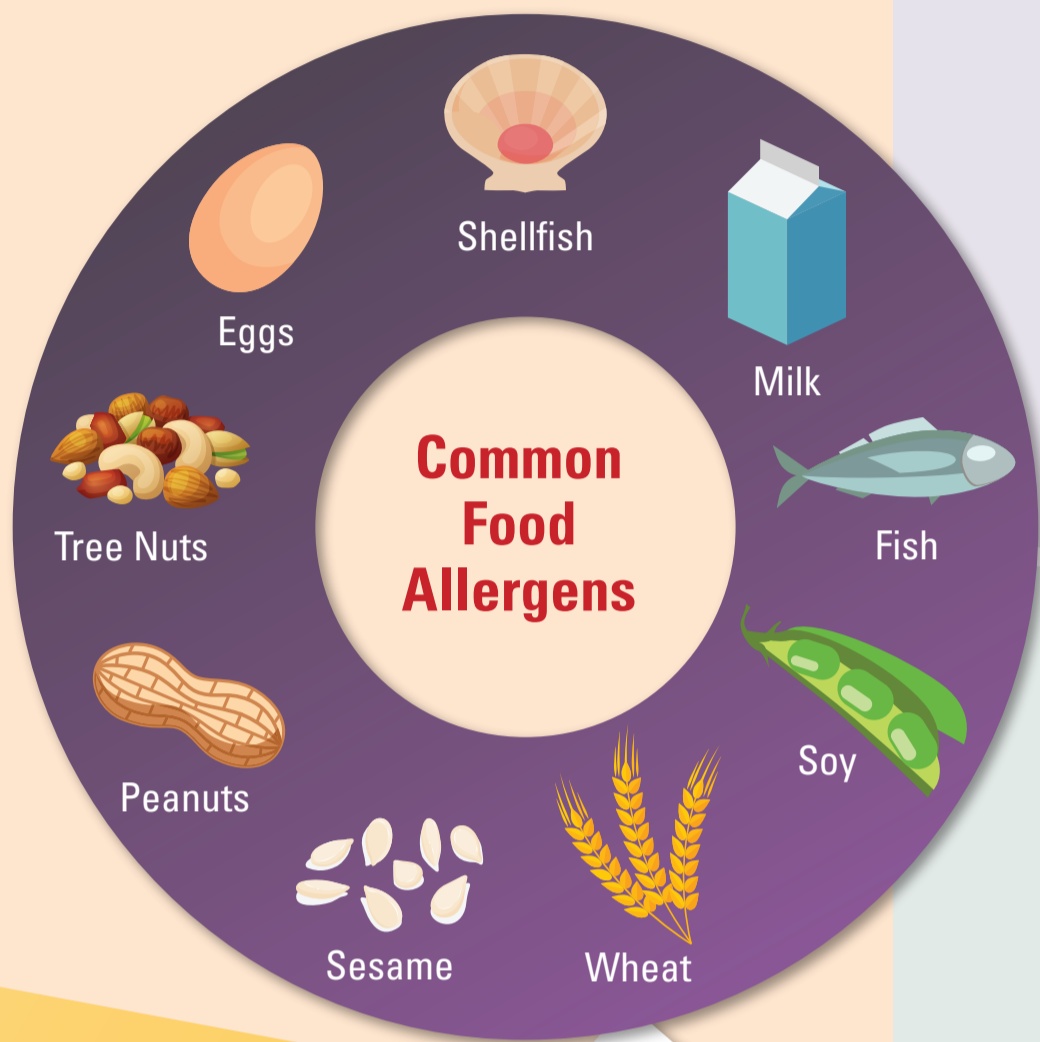 Common
Food
Allergens
Shellfish
Milk
Fish
Soy
Wheat
Sesame
Peanuts
Tree Nuts
Eggs